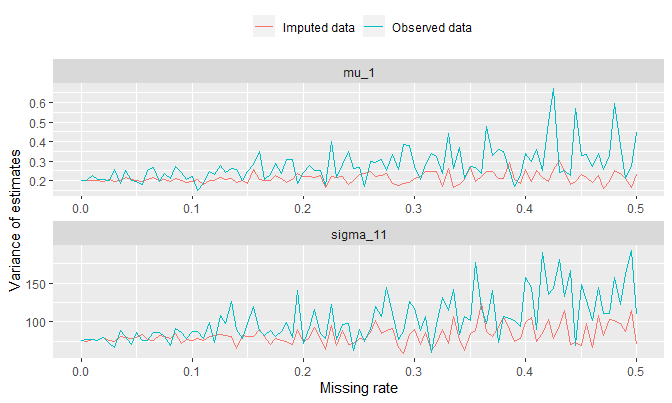 Imputed data Observed data
mu_1
0.6
0.5
0.4
0.3
0.2
0.0 0.1 0.2 0.3 0.4 0.5
Variance of estimates
sigma_11
150
100
0.0 0.1 0.2 0.3 0.4 0.5
Missing rate